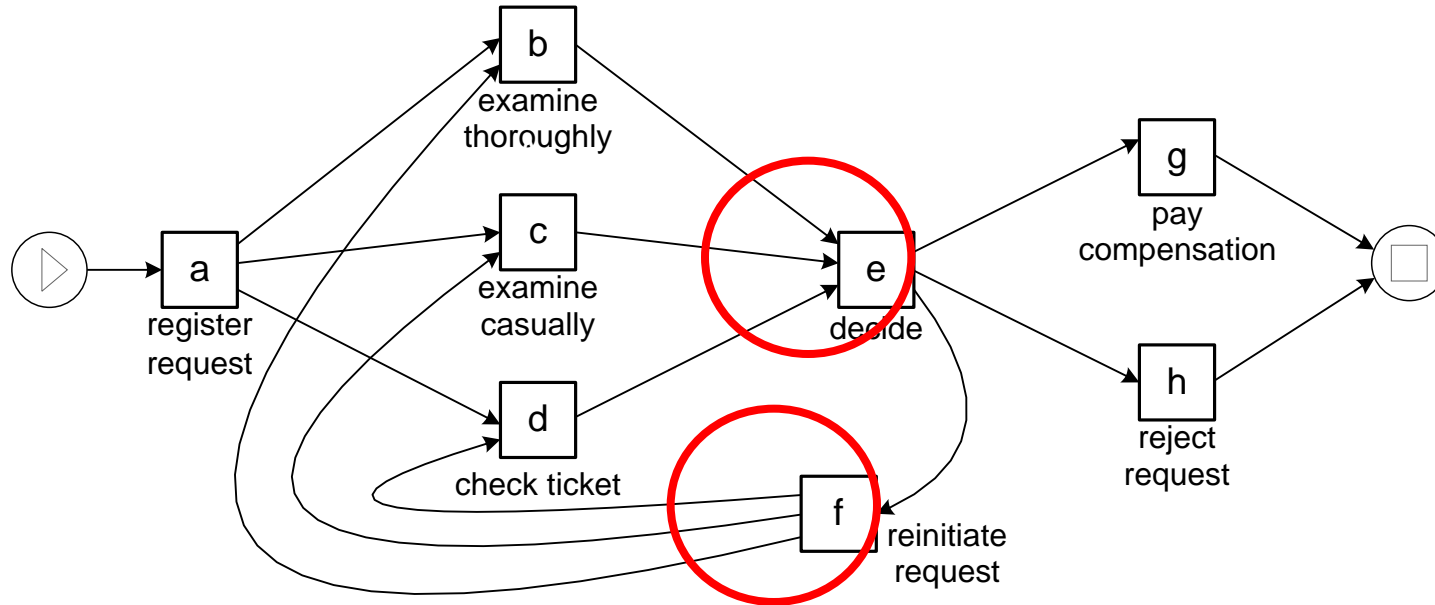 b
examine
thoroughly
a
register
request
c
examine
casually
d
check ticket
e
decide
f
reinitiate
request
g
pay
compensation
h
reject
request